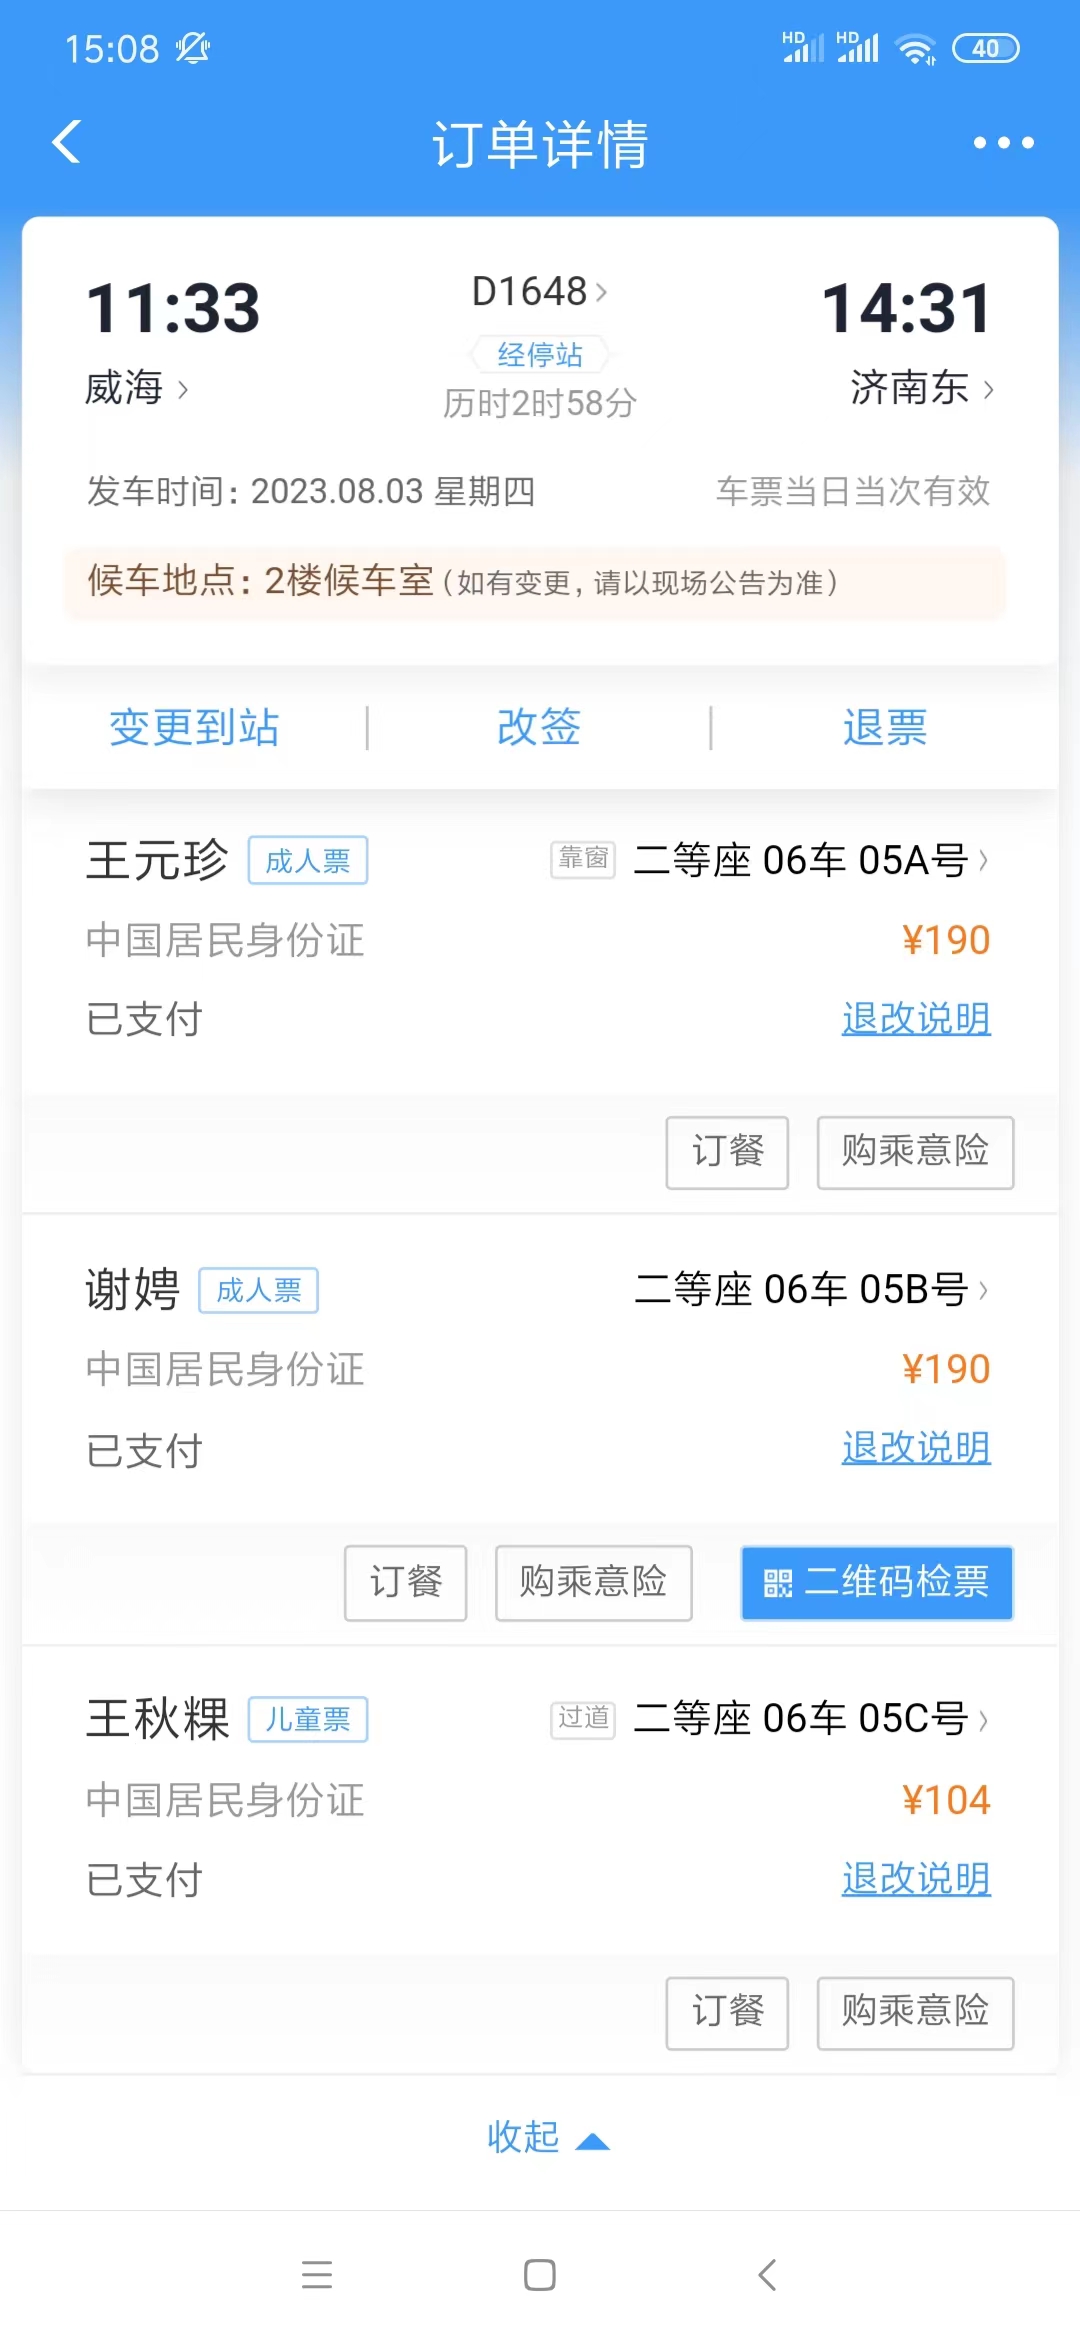 15:08 HD HD 40
订单详情
11:33 D1648 14:31
经停站
威海 济南东
历时2时58分
发车时间：2023.08.03 星期四 车票当日当次有效
候车地点：2楼候车室（如有变更，请以现场公告为准）
变更到站 改签 退票
王元珍 成人票 靠窗 二等座 06车 05A号
中国居民身份证 ¥190
已支付 退改说明
订餐 购乘意险
谢娉 成人票 二等座 06车 05B号
中国居民身份证 ¥190
已支付 退改说明
订餐 购乘意险 二维码检票
王秋粿 儿童票 过道 二等座 06车 05C号
中国居民身份证 ¥104
已支付 退改说明
订餐 购乘意险
收起